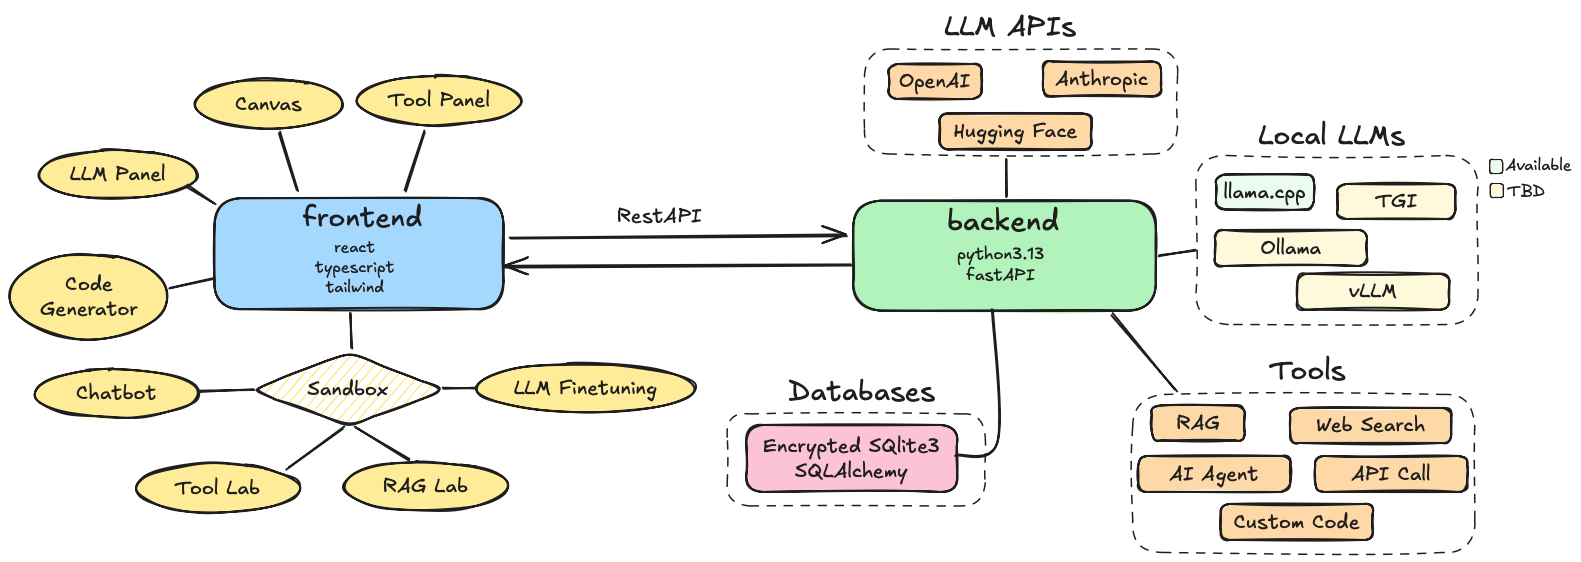 LLM APIs
OpenAI
Anthropic
Hugging Face
Canvas
Tool Panel
LLM Panel
Code
Generator
frontend
react
typescript
tailwind
RestAPI
backend
python3.13
fastAPI
Local LLMs
llama.cpp
TGI
Ollama
vLLM
Available
TBD
Sandbox
Chatbot
LLM Finetuning
Tool Lab
RAG Lab
Databases
Encrypted SQlite3
SQLAlchemy
Tools
RAG
Web Search
AI Agent
API Call
Custom Code